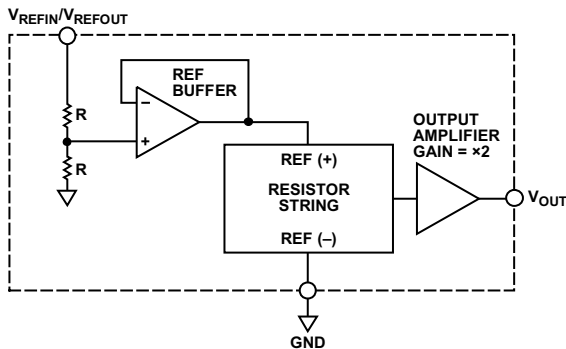 VREFIN/VREFOUT
REF
BUFFER
R
–
+
R
OUTPUT
AMPLIFIER
GAIN = ×2
REF (+)
RESISTOR
STRING
REF (–)
VOUT
GND